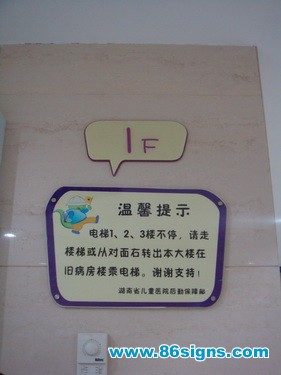 1F
温馨提示
电梯1、2、3楼不停，请走
楼梯或从对面右转出本大楼在
旧病房楼乘电梯。谢谢支持！
湖南省儿童医院后勤保障部
www.86signs.com